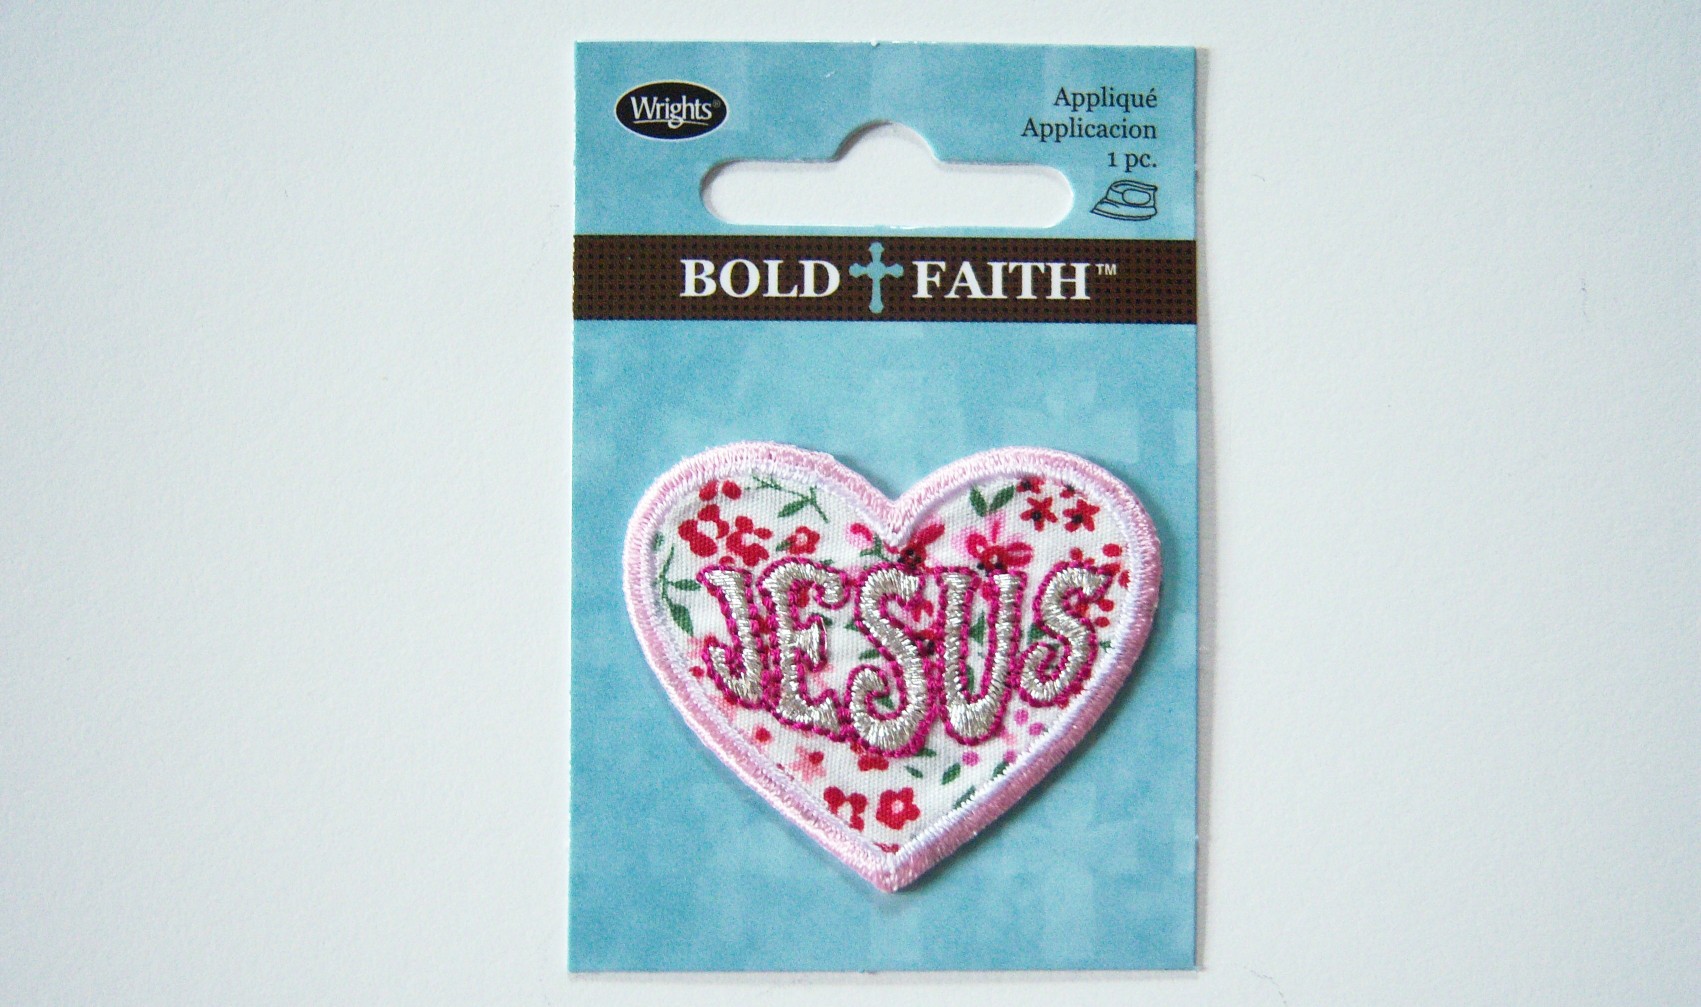 Wrights®
Appliqué
Applicacion
1 pc.
BOLD FAITH™
JESUS